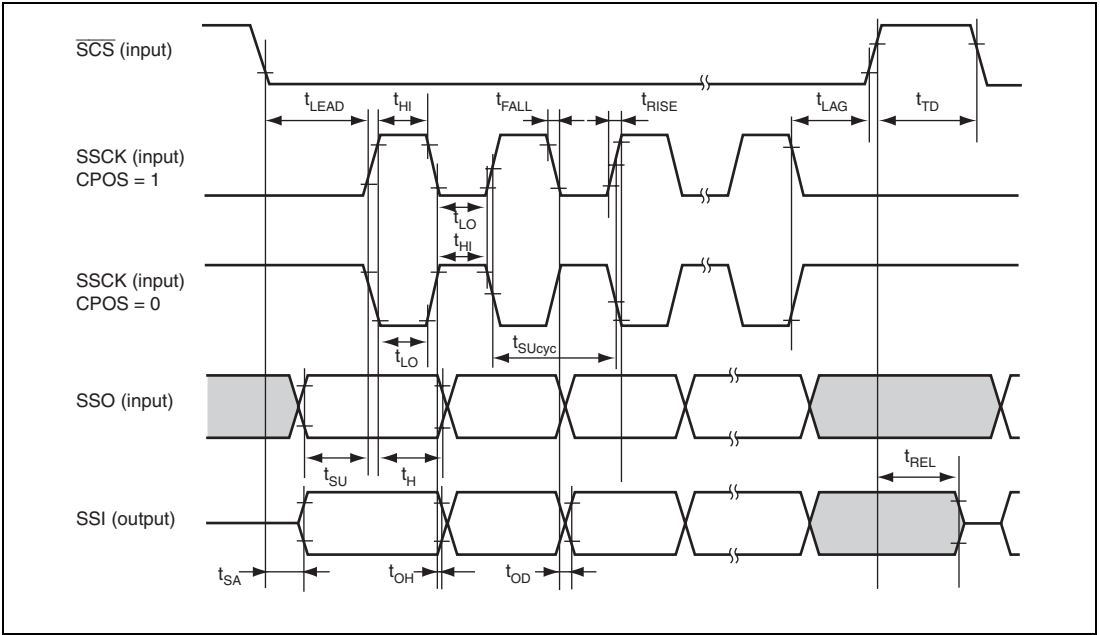 SCS (input)
tLEAD tHI tFALL tRISE tLAG tTD
SSCK (input)
CPOS = 1
tLO
tHI
SSCK (input)
CPOS = 0
tLO tSUcyc
SSO (input)
tSU tH tREL
SSI (output)
tSA tOH tOD